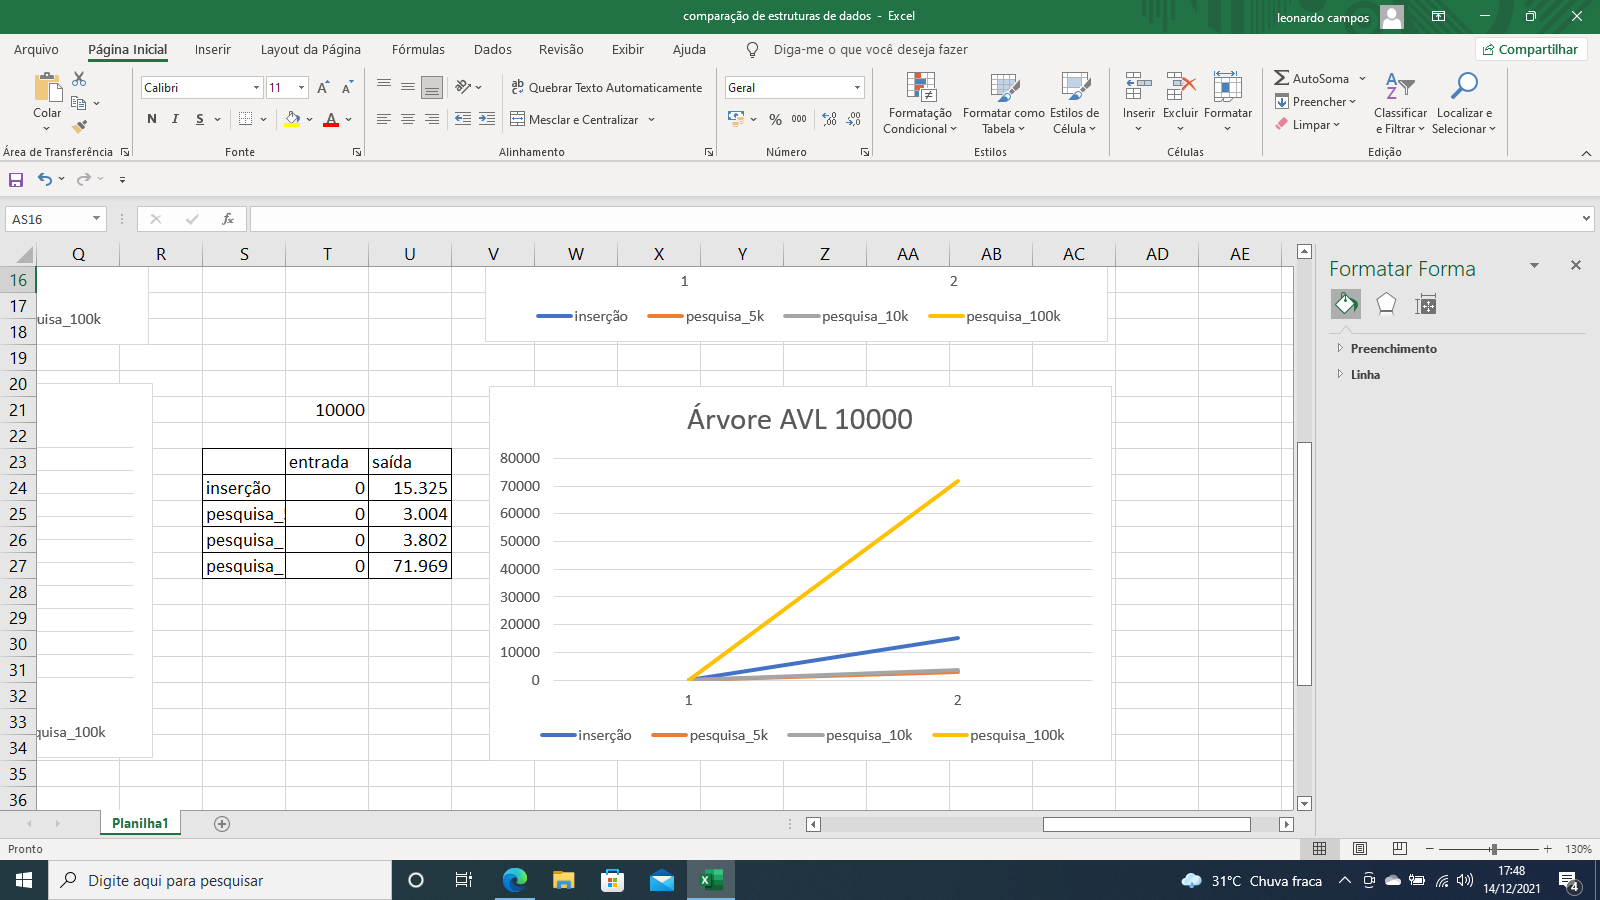 comparação de estruturas de dados - Excel
leonardo campos
Arquivo Página Inicial Inserir Layout da Página Fórmulas Dados Revisão Exibir Ajuda Diga-me o que você deseja fazer
Compartilhar
Colar
Calibri 11
N I S
Quebrar Texto Automaticamente
Mesclar e Centralizar
Geral
% 000
Formatação Condicional
Formatar como Tabela
Estilos de Célula
Inserir Excluir Formatar
AutoSoma
Preencher
Limpar
Classificar e Filtrar
Localizar e Selecionar
Área de Transferência Fonte Alinhamento Número Estilos Células Edição
AS16
fx
Q R S T U V W X Y Z AA AB AC AD AE
16
17
18
19
20
21
22
23
24
25
26
27
28
29
30
31
32
33
34
35
36
uisa_100k
1 2
inserção pesquisa_5k pesquisa_10k pesquisa_100k
10000
entrada saída
inserção 0 15.325
pesquisa_ 0 3.004
pesquisa_ 0 3.802
pesquisa_ 0 71.969
quisa_100k
Árvore AVL 10000
80000
70000
60000
50000
40000
30000
20000
10000
0
1 2
inserção pesquisa_5k pesquisa_10k pesquisa_100k
Formatar Forma
Preenchimento
Linha
Planilha1
Pronto
130%
Digite aqui para pesquisar
31°C Chuva fraca
17:48
14/12/2021
4